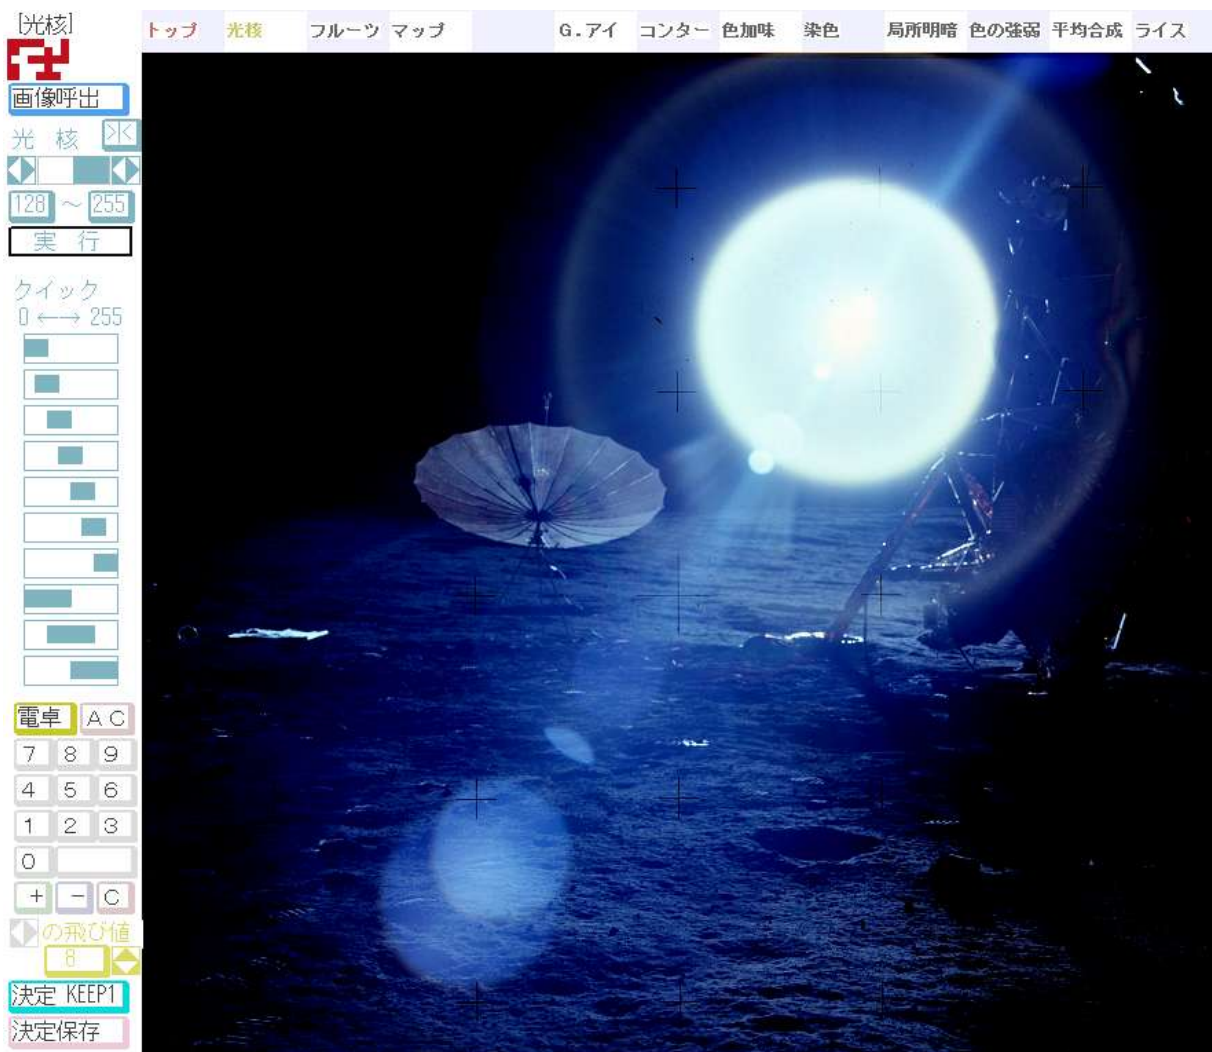 [光核]
トップ 光核 フルーツ マップ G.アイ コンター 色加味 染色 局所明暗 色の強弱 平均合成 ライス
画像呼出
光 核
128 ～ 255
実 行
クイック
0 ←→ 255
電卓 AC
7 8 9
4 5 6
1 2 3
0
+ - C
の飛び値
8
決定 KEEP1
決定保存